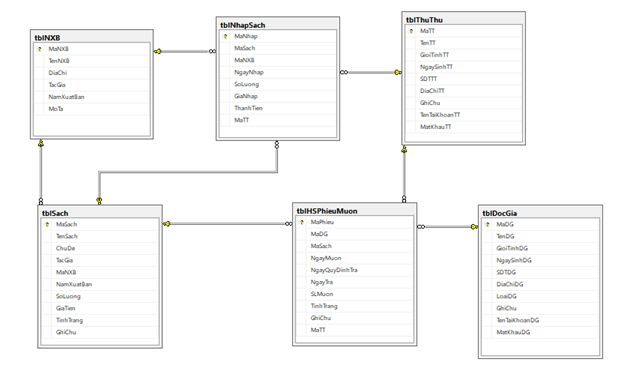 tblNXB
MaNXB
TenNXB
DiaChi
TacGia
NamXuatBan
MoTa
tblNhapSach
MaNhap
MaSach
MaNXB
NgayNhap
SoLuong
GiaNhap
ThanhTien
MaTT
tblThuThu
MaTT
TenTT
GioiTinhTT
NgaySinhTT
SDTTT
DiaChiTT
GhiChu
TenTaiKhoanTT
MatKhauTT
tblSach
MaSach
TenSach
ChuDe
TacGia
MaNXB
NamXuatBan
SoLuong
GiaTien
TinhTrang
GhiChu
tblHSPhieuMuon
MaPhieu
MaDG
MaSach
NgayMuon
NgayQuyDinhTra
NgayTra
SLMuon
TinhTrang
GhiChu
MaTT
tblDocGia
MaDG
TenDG
GioiTinhDG
NgaySinhDG
SDTDG
DiaChiDG
LoaiDG
GhiChu
TenTaiKhoanDG
MatKhauDG